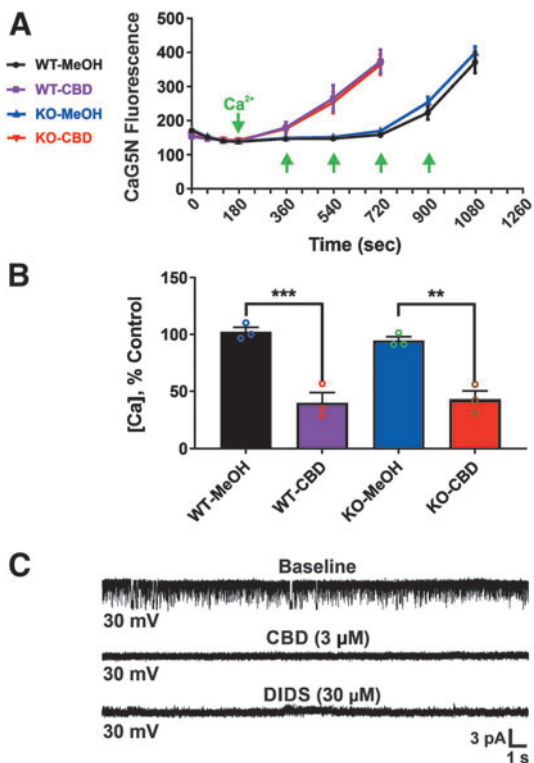 A
WT-MeOH
WT-CBD
KO-MeOH
KO-CBD
CaG5N Fluorescence
500
400
300
200
100
0
Ca²⁺
0
180
360
540
720
900
1080
1260
Time (sec)
B
[Ca], % Control
150
100
50
0
***
**
WT-MeOH
WT-CBD
KO-MeOH
KO-CBD
C
Baseline
30 mV
CBD (3 µM)
30 mV
DIDS (30 µM)
30 mV
3 pA
1 s